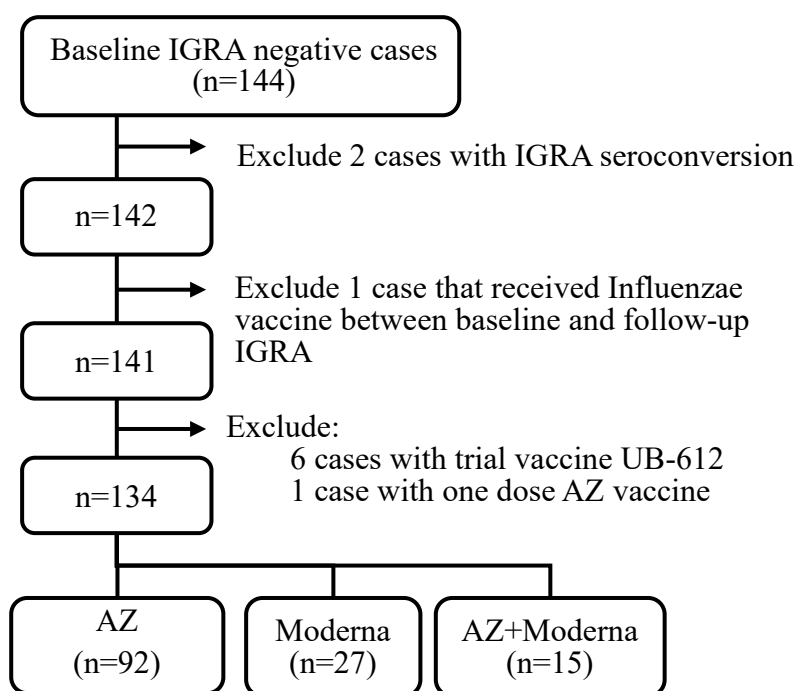 Baseline IGRA negative cases
(n=144)
Exclude 2 cases with IGRA seroconversion
n=142
Exclude 1 case that received Influenzae
vaccine between baseline and follow-up
IGRA
n=141
Exclude:
6 cases with trial vaccine UB-612
1 case with one dose AZ vaccine
n=134
AZ
(n=92)
Moderna
(n=27)
AZ+Moderna
(n=15)